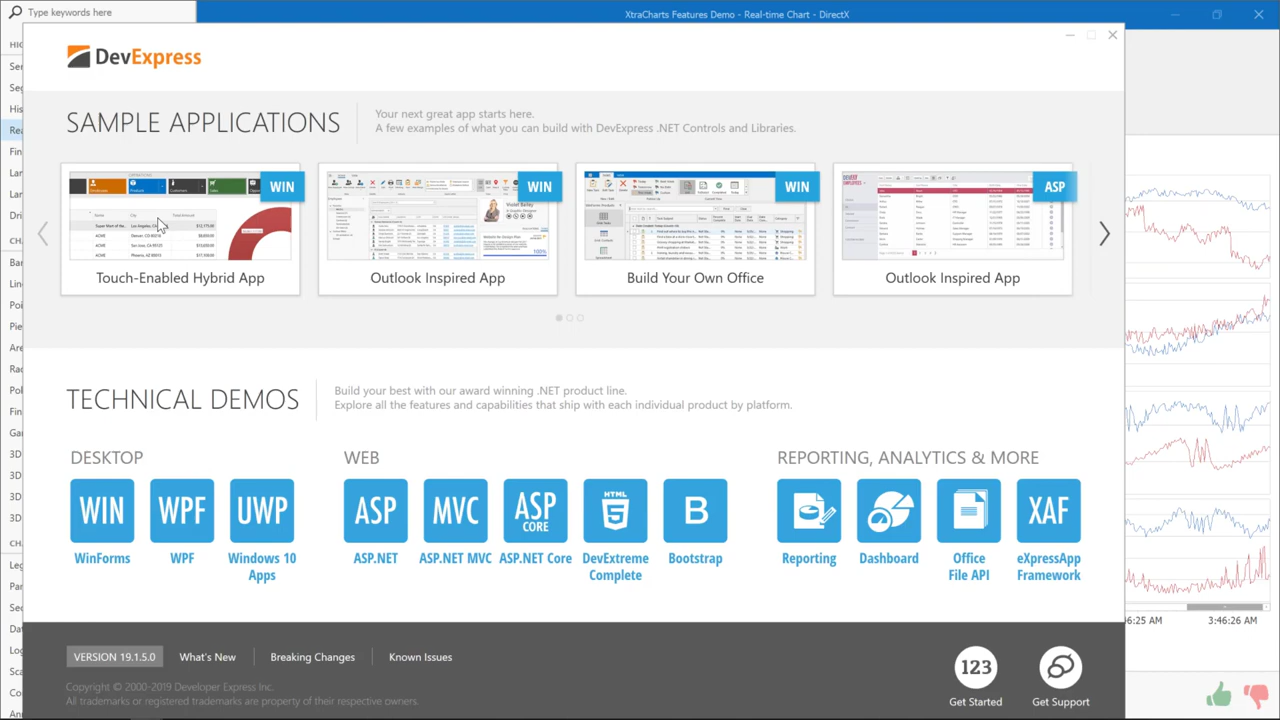 Type keywords here
XtraCharts Features Demo - Real-time Chart - DirectX
DevExpress
SAMPLE APPLICATIONS
Your next great app starts here.
A few examples of what you can build with DevExpress .NET Controls and Libraries.
WIN
WIN
WIN
ASP
Touch-Enabled Hybrid App
Outlook Inspired App
Build Your Own Office
Outlook Inspired App
TECHNICAL DEMOS
Build your best with our award winning .NET product line.
Explore all the features and capabilities that ship with each individual product by platform.
DESKTOP
WEB
REPORTING, ANALYTICS & MORE
WIN
WPF
UWP
ASP
MVC
ASP
CORE
HTML
5
B
XAF
WinForms
WPF
Windows 10
Apps
ASP.NET
ASP.NET MVC
ASP.NET Core
DevExtreme
Complete
Bootstrap
Reporting
Dashboard
Office
File API
eXpressApp
Framework
:46:25 AM
3:46:26 AM
VERSION 19.1.5.0
What's New
Breaking Changes
Known Issues
123
Get Started
Get Support
Copyright © 2000-2019 Developer Express Inc.
All trademarks or registered trademarks are property of their respective owners.